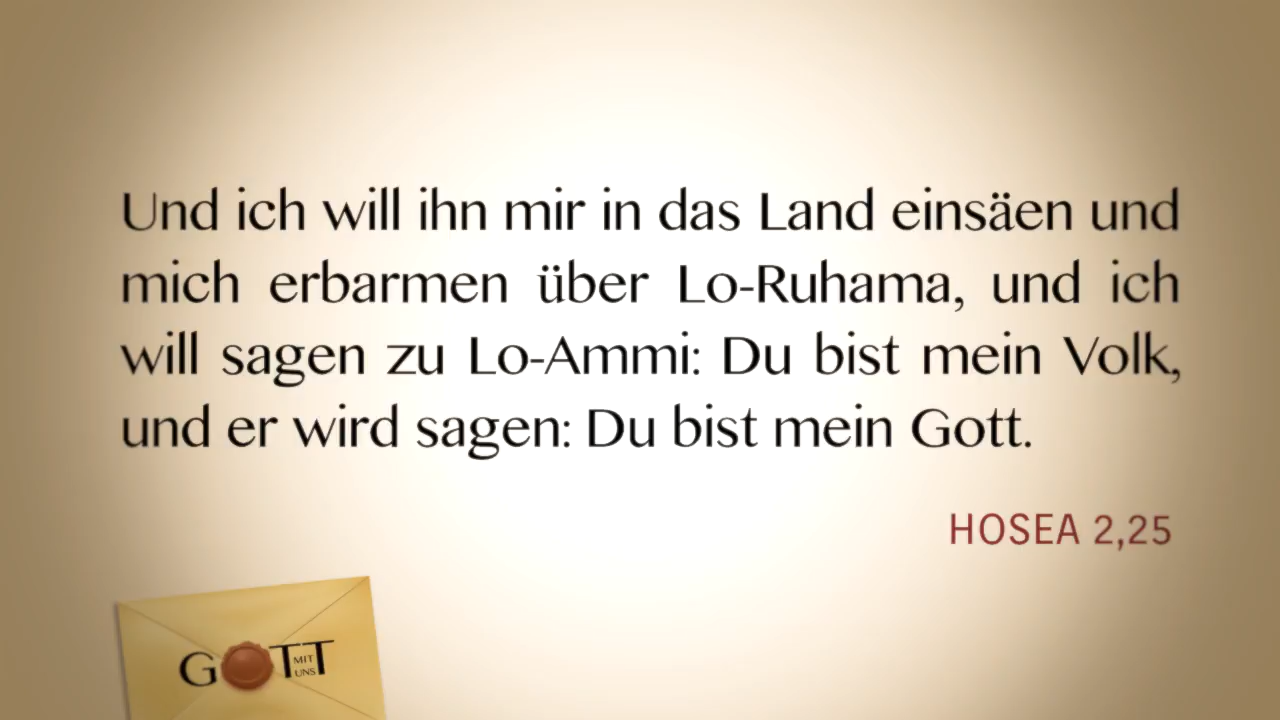 Und ich will ihn mir in das Land einsäen und
mich erbarmen über Lo-Ruhama, und ich
will sagen zu Lo-Ammi: Du bist mein Volk,
und er wird sagen: Du bist mein Gott.
HOSEA 2,25
GOTT
MIT
UNS